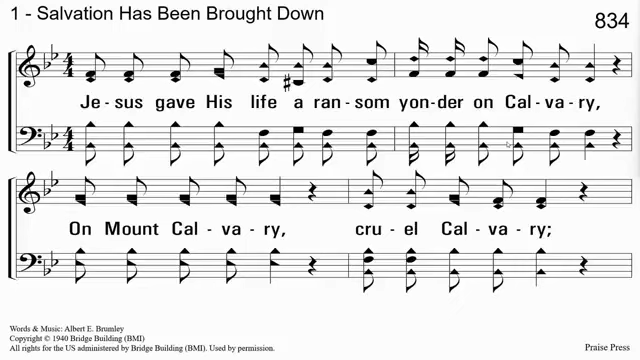 1 - Salvation Has Been Brought Down
834
Je - sus gave His life a ran - som yon - der on Cal - va - ry,
On Mount Cal - va - ry, cru - el Cal - va - ry;
Words & Music: Albert E. Brumley
Copyright © 1940 Bridge Building (BMI)
All rights for the US administered by Bridge Building (BMI). Used by permission.
Praise Press